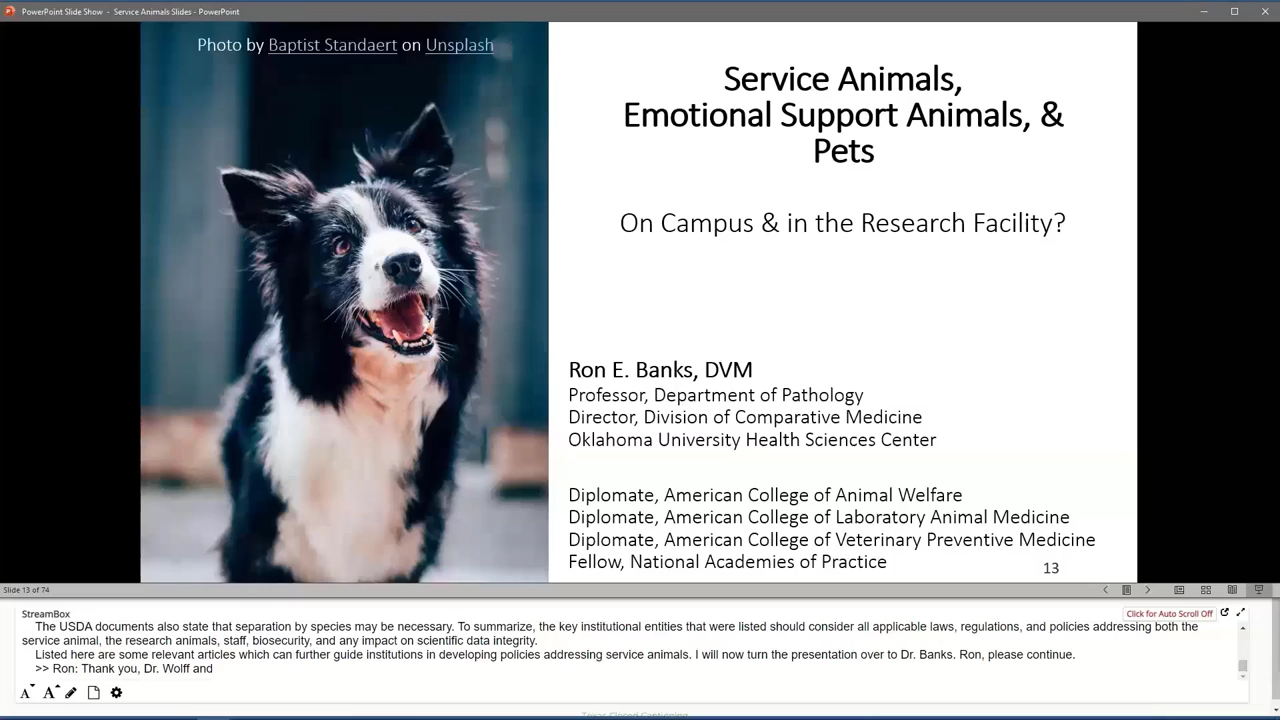 PowerPoint Slide Show - Service Animals Slides - PowerPoint
Photo by Baptist Standaert on Unsplash
Service Animals,
Emotional Support Animals, &
Pets
On Campus & in the Research Facility?
Ron E. Banks, DVM
Professor, Department of Pathology
Director, Division of Comparative Medicine
Oklahoma University Health Sciences Center
Diplomate, American College of Animal Welfare
Diplomate, American College of Laboratory Animal Medicine
Diplomate, American College of Veterinary Preventive Medicine
Fellow, National Academies of Practice
13
Slide 13 of 74
StreamBox
Click for Auto Scroll Off
The USDA documents also state that separation by species may be necessary. To summarize, the key institutional entities that were listed should consider all applicable laws, regulations, and policies addressing both the
service animal, the research animals, staff, biosecurity, and any impact on scientific data integrity.
Listed here are some relevant articles which can further guide institutions in developing policies addressing service animals. I will now turn the presentation over to Dr. Banks. Ron, please continue.
>> Ron: Thank you, Dr. Wolff and
A A
Texas Closed Captioning